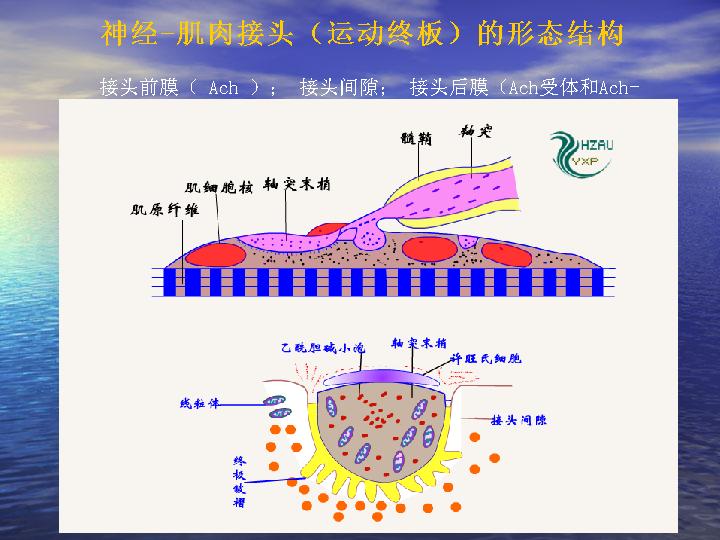 神经-肌肉接头（运动终板）的形态结构
接头前膜（ Ach ）； 接头间隙； 接头后膜（Ach受体和Ach-
髓鞘
轴突
HZAU
YXP
肌细胞核
轴突末梢
肌原纤维
乙酰胆碱小泡
轴突末梢
许旺氏细胞
线粒体
接头间隙
终板皱褶